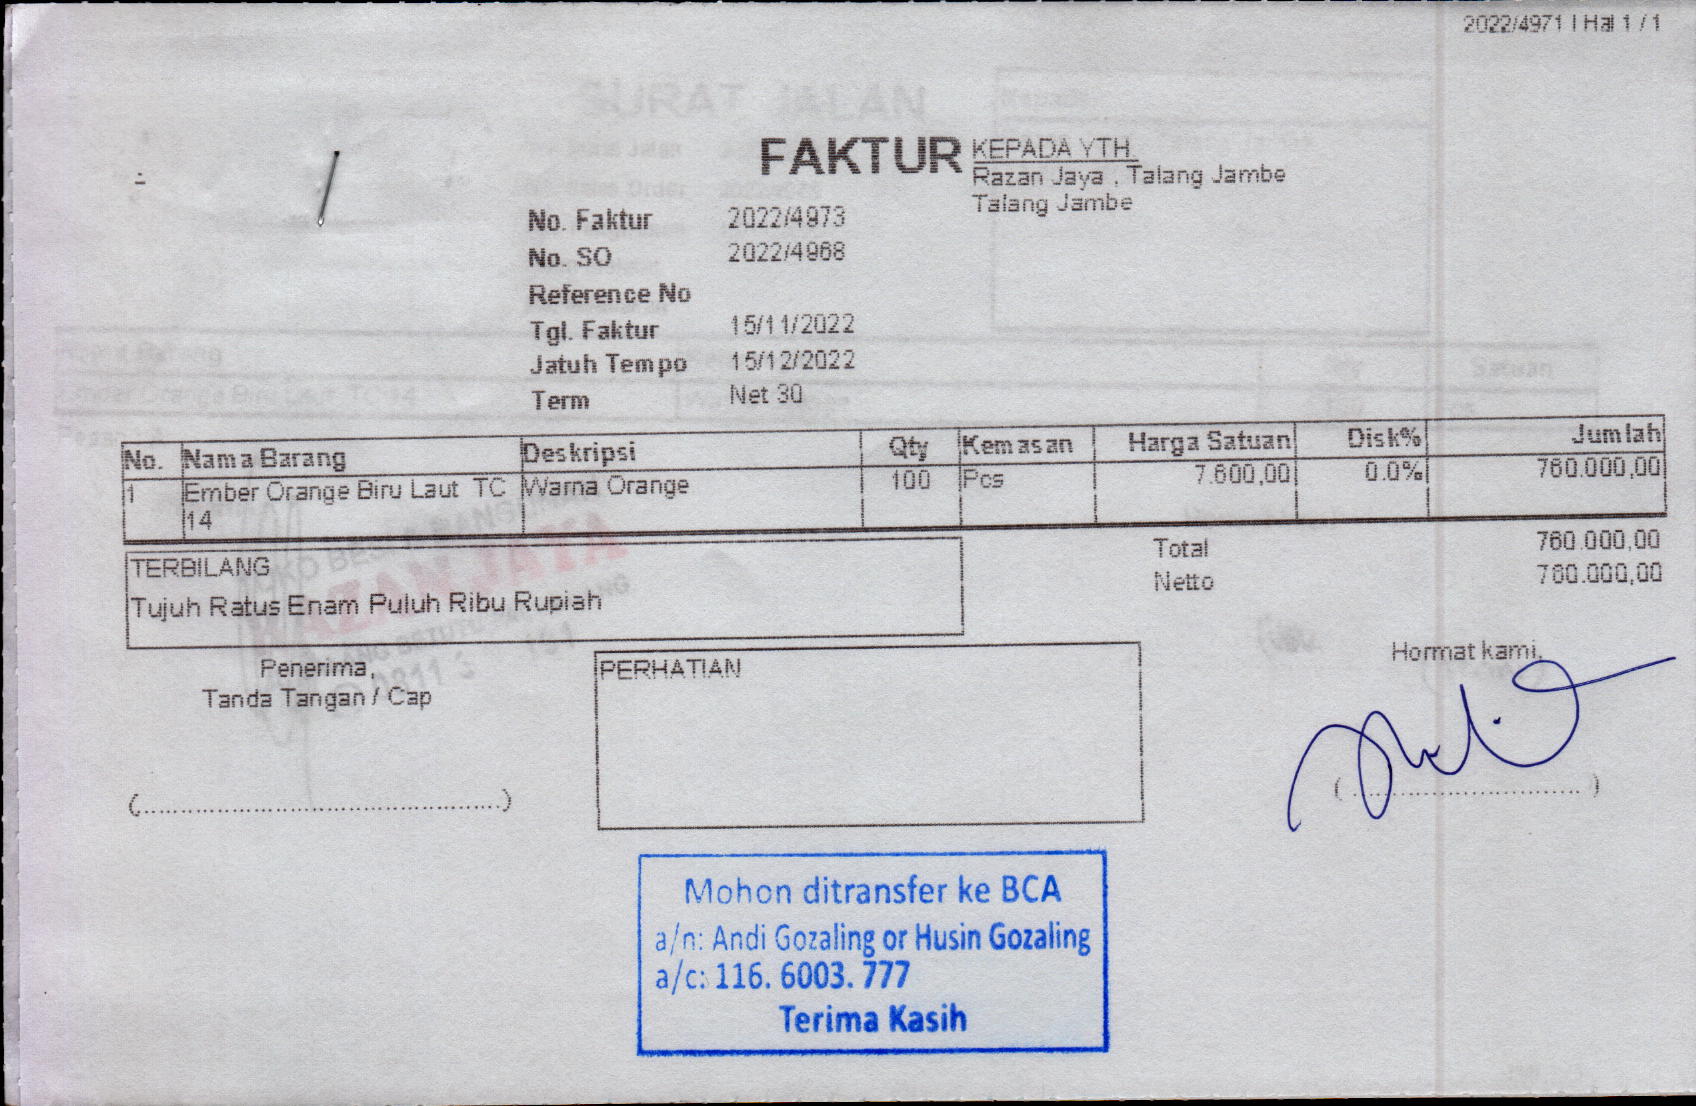 2022/4971 | Hal 1 / 1
FAKTUR
KEPADA YTH.
Razan Jaya , Talang Jambe
Talang Jambe
No. Faktur 2022/4973
No. SO 2022/4968
Reference No
Tgl. Faktur 15/11/2022
Jatuh Tempo 15/12/2022
Term Net 30
No. Nama Barang Deskripsi Qty Kemasan Harga Satuan Disk% Jumlah
1 Ember Orange Biru Laut TC Warna Orange 100 Pcs 7.600,00 0.0% 760.000,00
14
Total 760.000,00
Netto 760.000,00
TERBILANG
Tujuh Ratus Enam Puluh Ribu Rupiah
Penerima,
Tanda Tangan / Cap
(................................................)
PERHATIAN
Hormat kami,
( .............................. )
Mohon ditransfer ke BCA
a/n: Andi Gozaling or Husin Gozaling
a/c: 116. 6003. 777
Terima Kasih